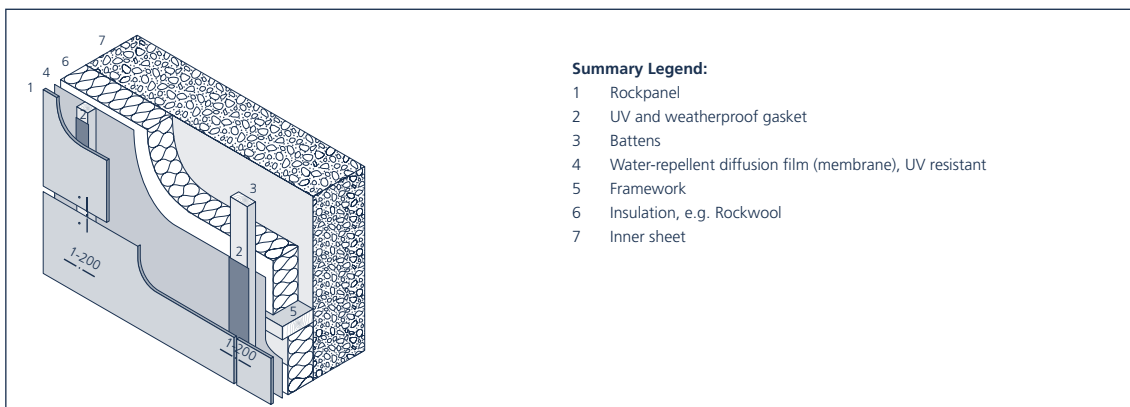 7
6
4
1
2
3
2
5
1-200
1-200
Summary Legend:
1 Rockpanel
2 UV and weatherproof gasket
3 Battens
4 Water-repellent diffusion film (membrane), UV resistant
5 Framework
6 Insulation, e.g. Rockwool
7 Inner sheet